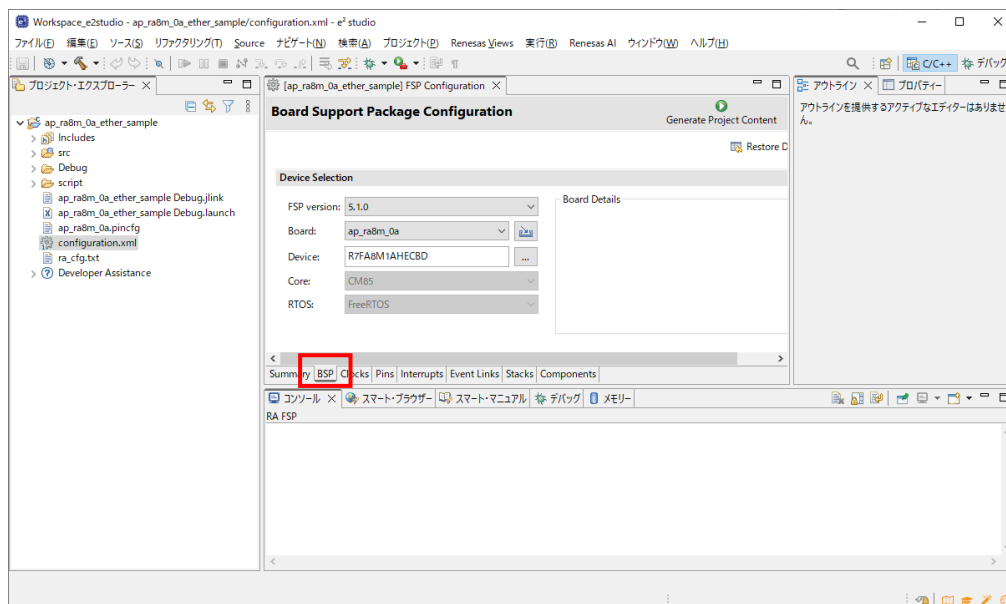 Workspace_e2studio - ap_ra8m_0a_ether_sample/configuration.xml - e² studio
ファイル(F) 編集(E) ソース(S) リファクタリング(T) Source ナビゲート(N) 検索(A) プロジェクト(P) Renesas Views 実行(R) Renesas AI ウィンドウ(W) ヘルプ(H)
C/C++ デバッグ
プロジェクト・エクスプローラー
ap_ra8m_0a_ether_sample
Includes
src
Debug
script
ap_ra8m_0a_ether_sample Debug.jlink
ap_ra8m_0a_ether_sample Debug.launch
ap_ra8m_0a.pincfg
configuration.xml
ra_cfg.txt
Developer Assistance
[ap_ra8m_0a_ether_sample] FSP Configuration
Board Support Package Configuration
Generate Project Content
Restore D
Device Selection
FSP version: 5.1.0
Board: ap_ra8m_0a
Device: R7FA8M1AHECBD ...
Core: CM85
RTOS: FreeRTOS
Board Details
Summary BSP Clocks Pins Interrupts Event Links Stacks Components
アウトライン プロパティー
アウトラインを提供するアクティブなエディターはありませ
ん。
コンソール スマート・ブラウザー スマート・マニュアル デバッグ メモリー
RA FSP